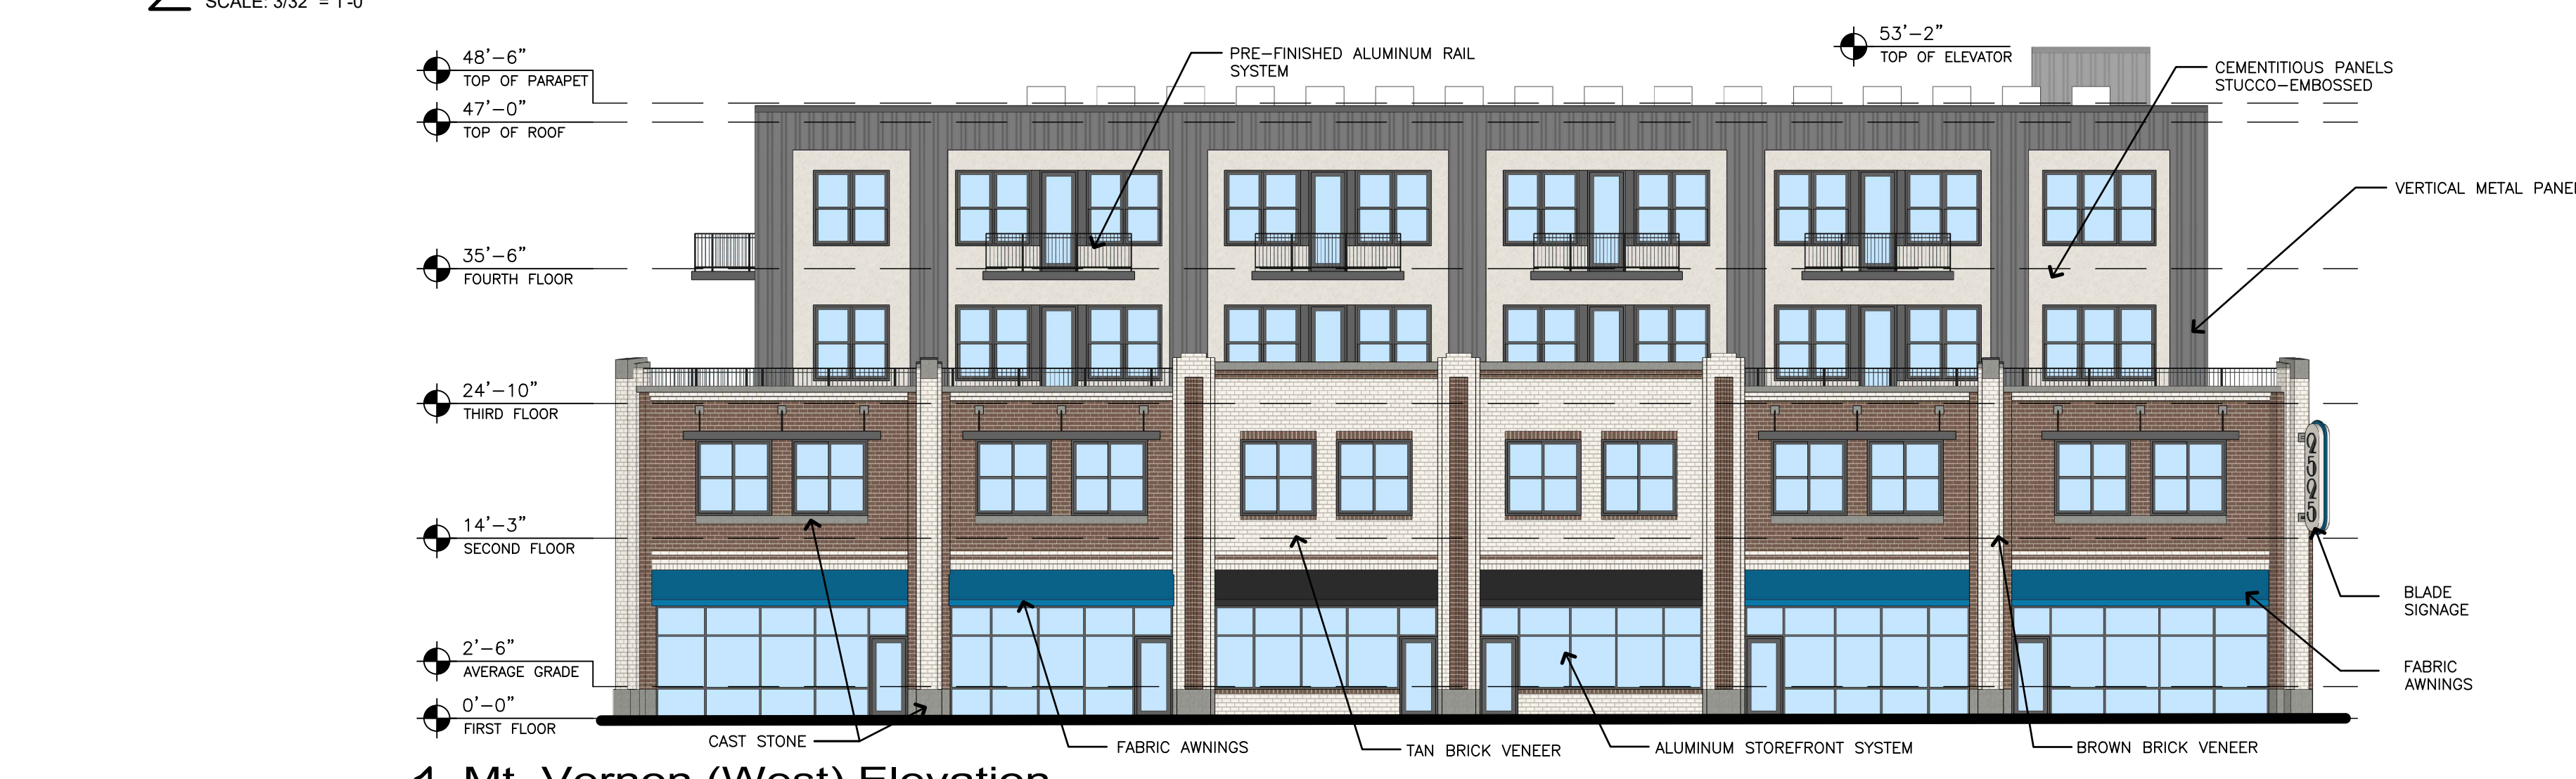 SCALE: 3/32" = 1'-0"
48'-6"
TOP OF PARAPET
47'-0"
TOP OF ROOF
35'-6"
FOURTH FLOOR
24'-10"
THIRD FLOOR
14'-3"
SECOND FLOOR
2'-6"
AVERAGE GRADE
0'-0"
FIRST FLOOR
PRE-FINISHED ALUMINUM RAIL
SYSTEM
53'-2"
TOP OF ELEVATOR
CEMENTITIOUS PANELS
STUCCO-EMBOSSED
VERTICAL METAL PANEL
2505
BLADE
SIGNAGE
FABRIC
AWNINGS
CAST STONE
FABRIC AWNINGS
TAN BRICK VENEER
ALUMINUM STOREFRONT SYSTEM
BROWN BRICK VENEER
1 Mt. Vernon (West) Elevation